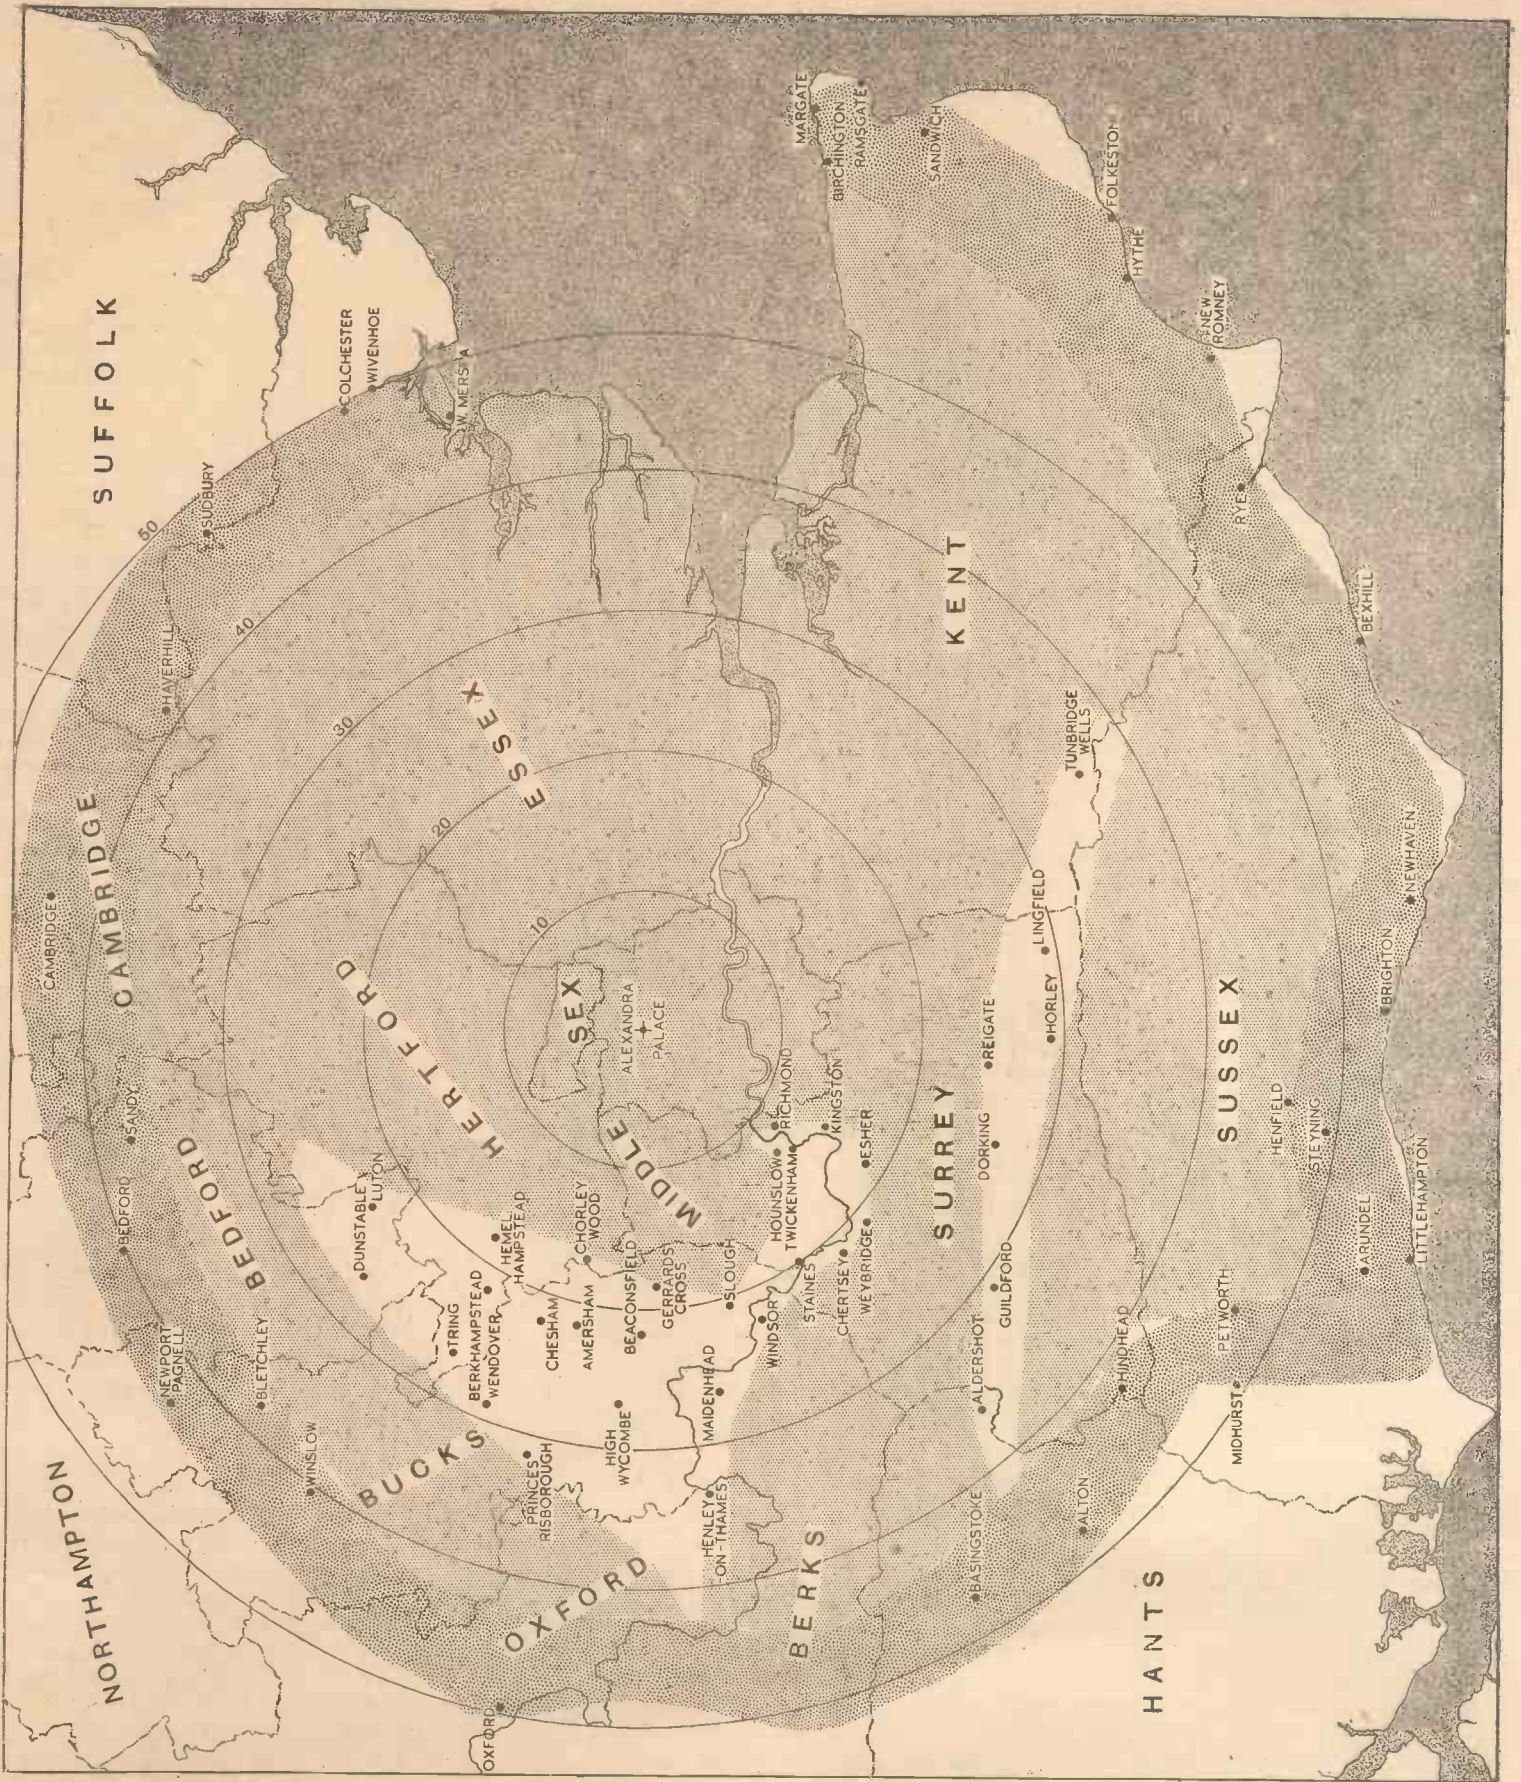 NORTHAMPTON
BEDFORD
CAMBRIDGE
SUFFOLK
OXFORD
BUCKS
HERTFORD
ESSEX
MIDDLE
SEX
BERKS
SURREY
KENT
HANTS
SUSSEX
10
20
30
40
50
NEWPORT
PAGNELL
BEDFORD
SANDY
CAMBRIDGE
HAVERHILL
SUDBURY
COLCHESTER
WIVENHOE
W. MERSEA
BLETCHLEY
WINSLOW
DUNSTABLE
LUTON
TRING
BERKHAMPSTEAD
WENDOVER
HEMEL
HAMPSTEAD
PRINCES
RISBOROUGH
CHESHAM
AMERSHAM
CHORLEY
WOOD
OXFORD
HIGH
WYCOMBE
BEACONSFIELD
GERRARDS
CROSS
ALEXANDRA
PALACE
HENLEY
-ON-THAMES
MAIDENHEAD
SLOUGH
WINDSOR
HOUNSLOW
TWICKENHAM
RICHMOND
STAINES
KINGSTON
CHERTSEY
WEYBRIDGE
ESHER
MARGATE
BIRCHINGTON
RAMSGATE
SANDWICH
BASINGSTOKE
ALDERSHOT
GUILDFORD
DORKING
REIGATE
HORLEY
LINGFIELD
TUNBRIDGE
WELLS
FOLKESTON
HYTHE
NEW
ROMNEY
ALTON
HINDHEAD
RYE
MIDHURST
PETWORTH
HENFIELD
STEYNING
BEXHILL
ARUNDEL
LITTLEHAMPTON
BRIGHTON
NEWHAVEN